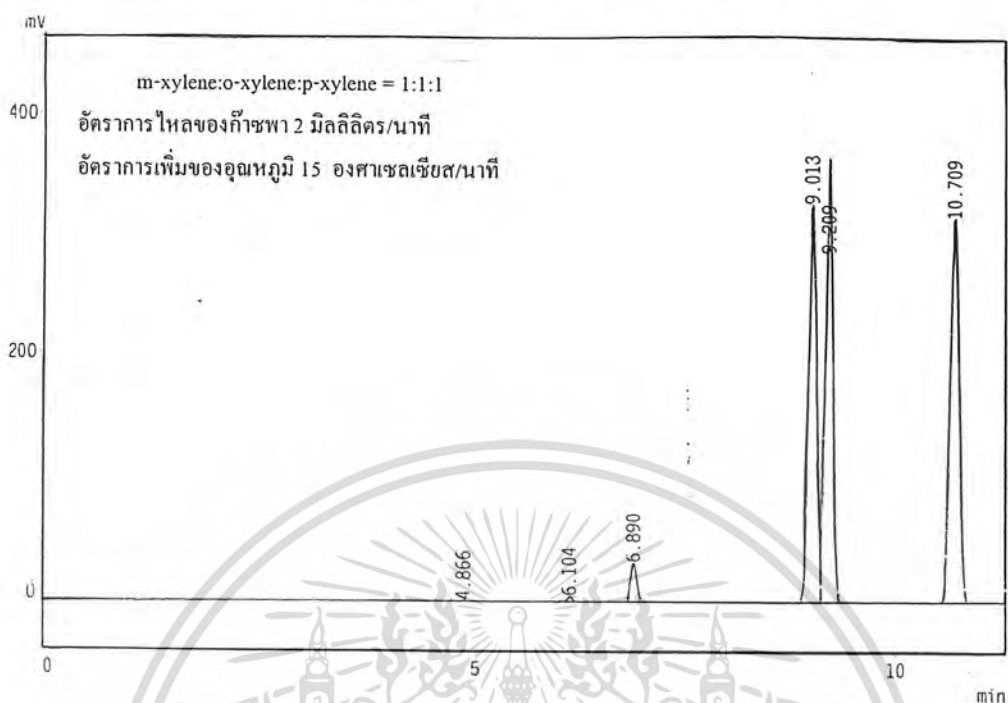 mV
m-xylene:o-xylene:p-xylene = 1:1:1
400
อัตราการไหลของก๊าซพา 2 มิลลิลิตร/นาที
อัตราการเพิ่มของอุณหภูมิ 15 องศาเซลเซียส/นาที
9.013
9.209
10.709
200
4.866
6.104
6.890
0
0
5
10
min